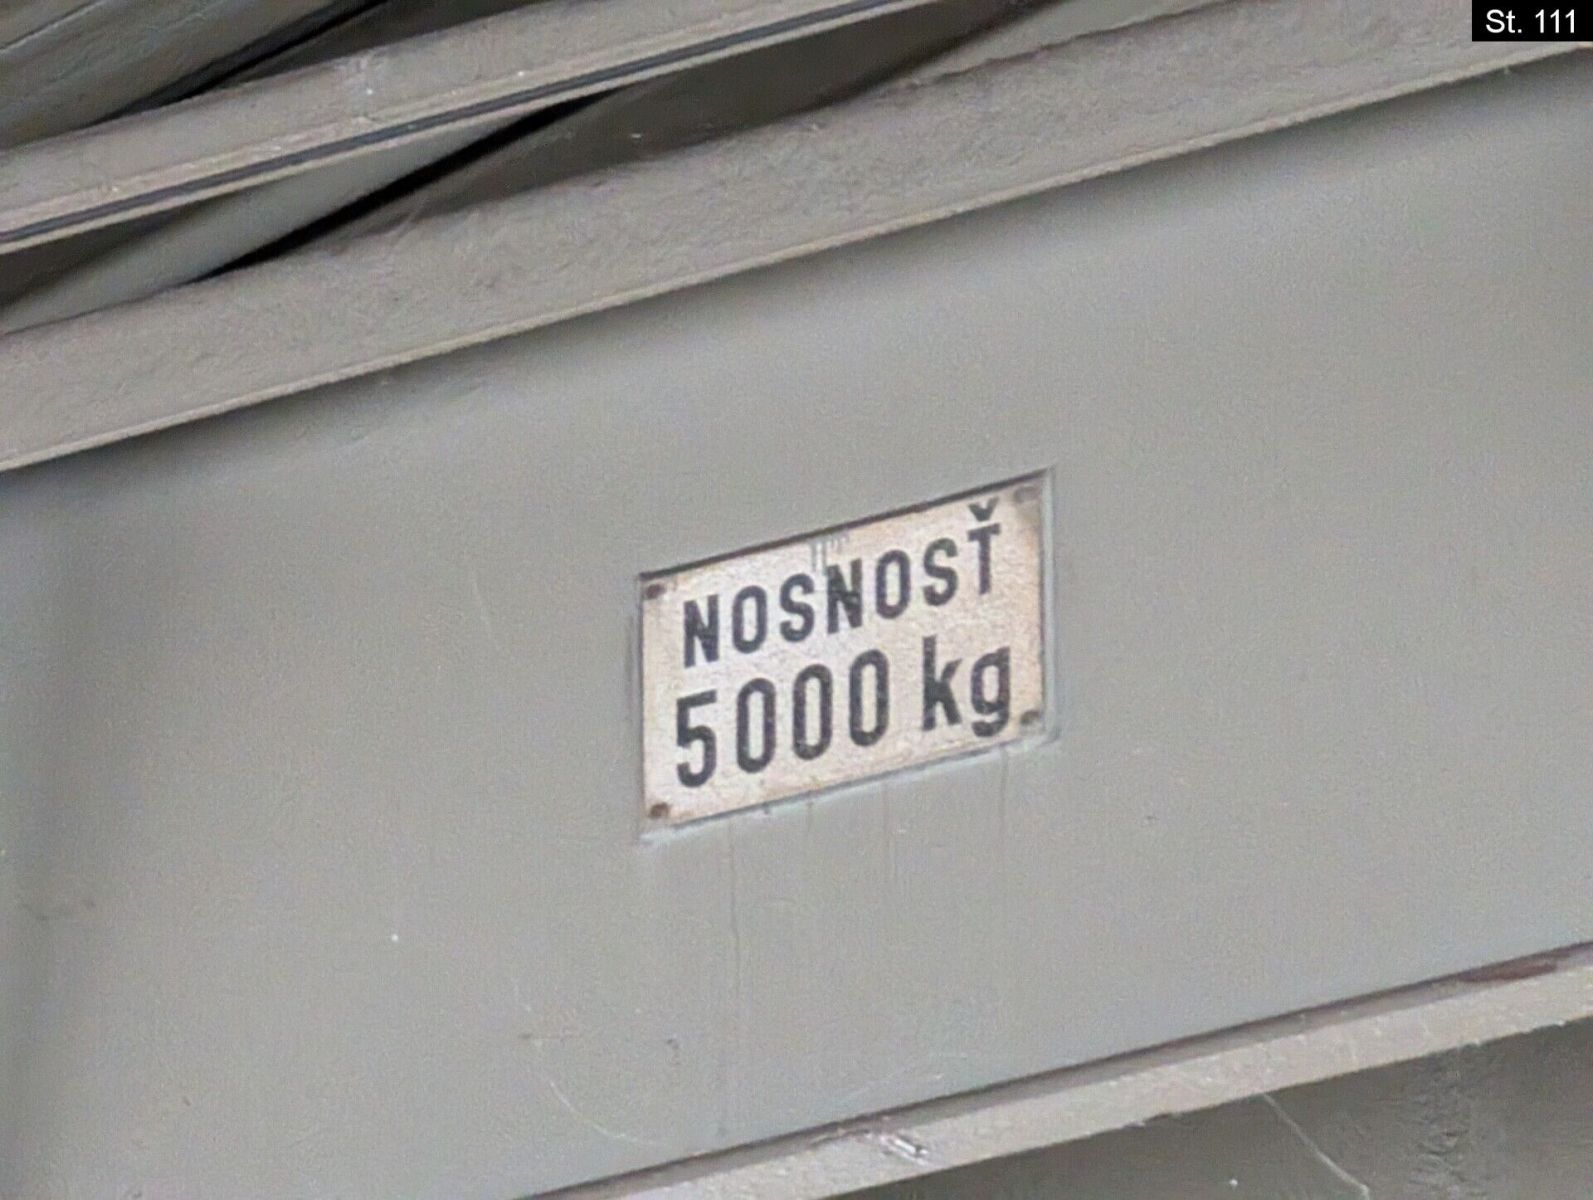 St. 111
NOSNOSŤ
5000 kg